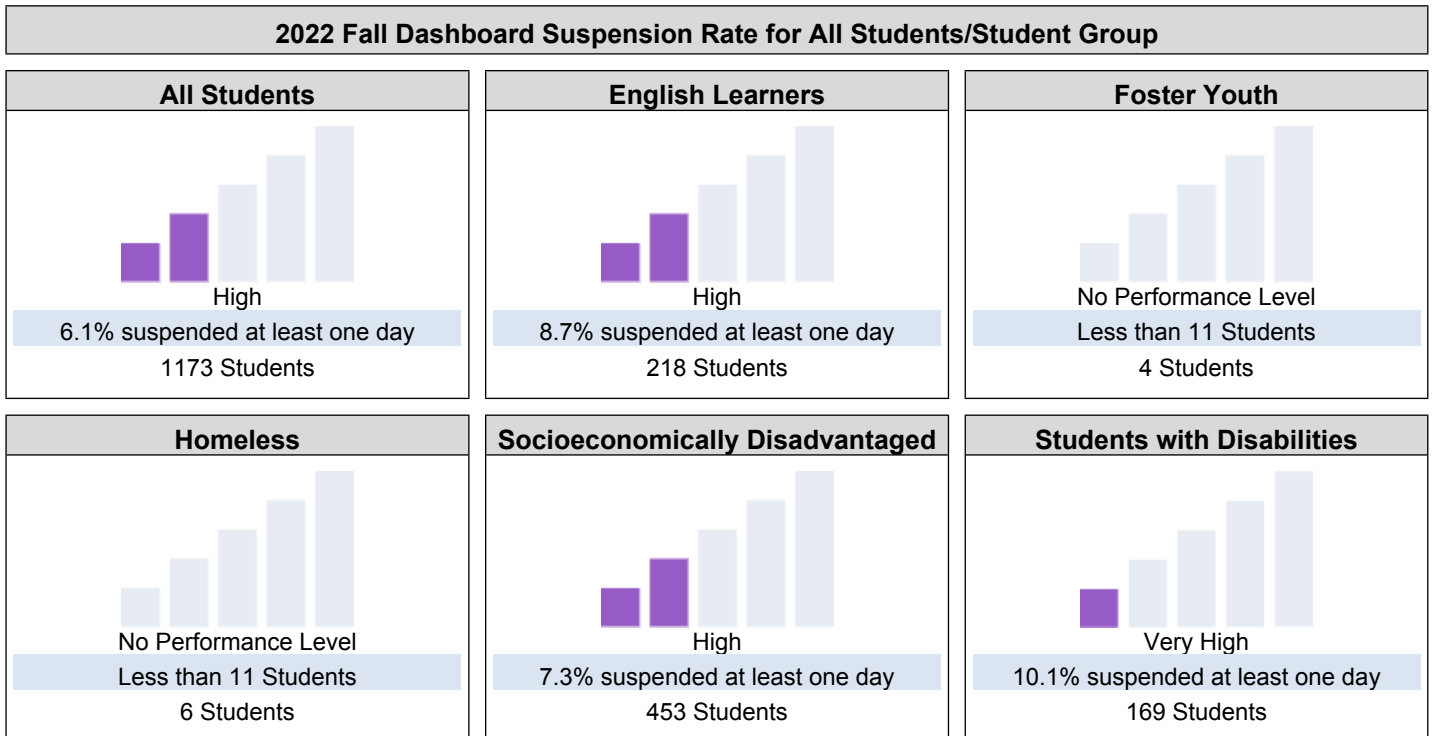 2022 Fall Dashboard Suspension Rate for All Students/Student Group
All Students
High
6.1% suspended at least one day
1173 Students
English Learners
High
8.7% suspended at least one day
218 Students
Foster Youth
No Performance Level
Less than 11 Students
4 Students
Homeless
No Performance Level
Less than 11 Students
6 Students
Socioeconomically Disadvantaged
High
7.3% suspended at least one day
453 Students
Students with Disabilities
Very High
10.1% suspended at least one day
169 Students